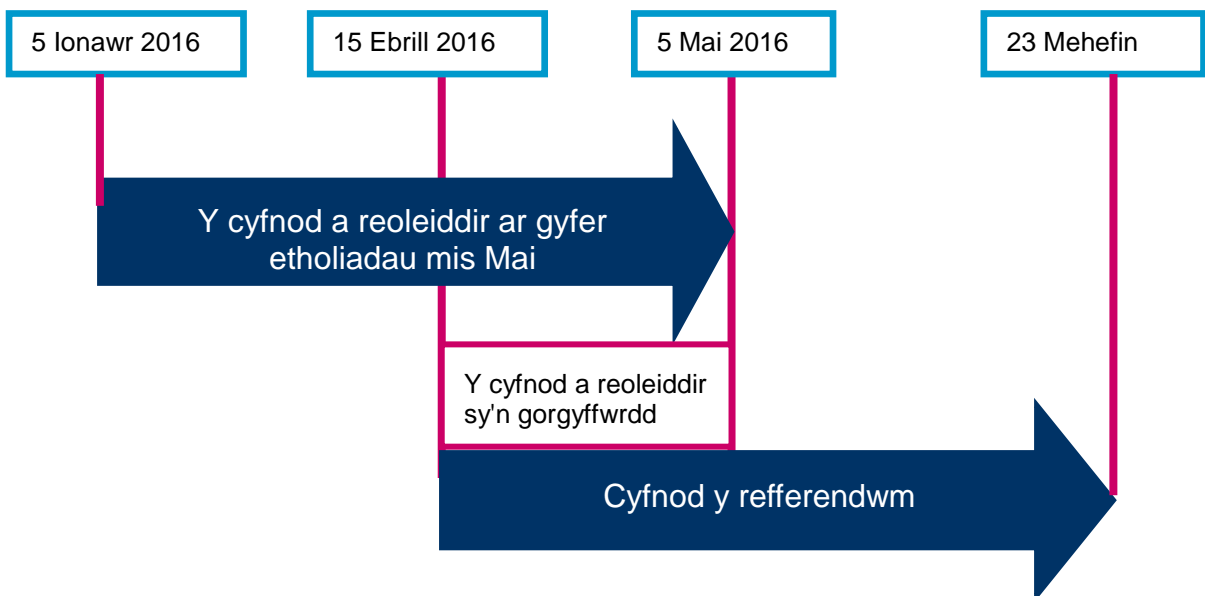 5 Ionawr 2016
15 Ebrill 2016
5 Mai 2016
23 Mehefin
Y cyfnod a reoleiddir ar gyfer
etholiadau mis Mai
Y cyfnod a reoleiddir
sy'n gorgyffwrdd
Cyfnod y refferendwm